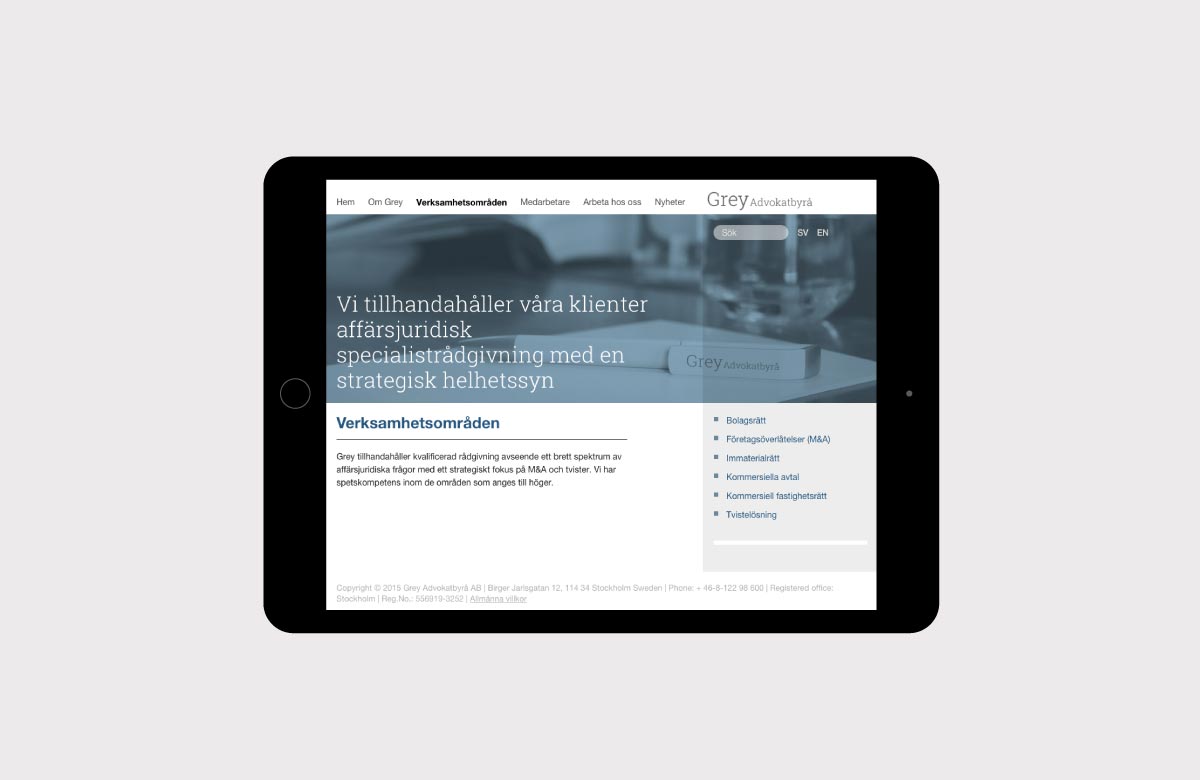 Hem Om Grey Verksamhetsområden Medarbetare Arbeta hos oss Nyheter Grey Advokatbyrå
Sök SV EN
Vi tillhandahåller våra klienter
affärsjuridisk
specialistrådgivning med en
strategisk helhetssyn
Grey Advokatbyrå
Verksamhetsområden
Grey tillhandahåller kvalificerad rådgivning avseende ett brett spektrum av
affärsjuridiska frågor med ett strategiskt fokus på M&A och tvister. Vi har
spetskompetens inom de områden som anges till höger.
Bolagsrätt
Företagsöverlåtelser (M&A)
Immaterialrätt
Kommersiella avtal
Kommersiell fastighetsrätt
Tvistelösning
Copyright © 2015 Grey Advokatbyrå AB | Birger Jarlsgatan 12, 114 34 Stockholm Sweden | Phone: + 46-8-122 98 600 | Registered office:
Stockholm | Reg.No.: 556919-3252 | Allmänna villkor